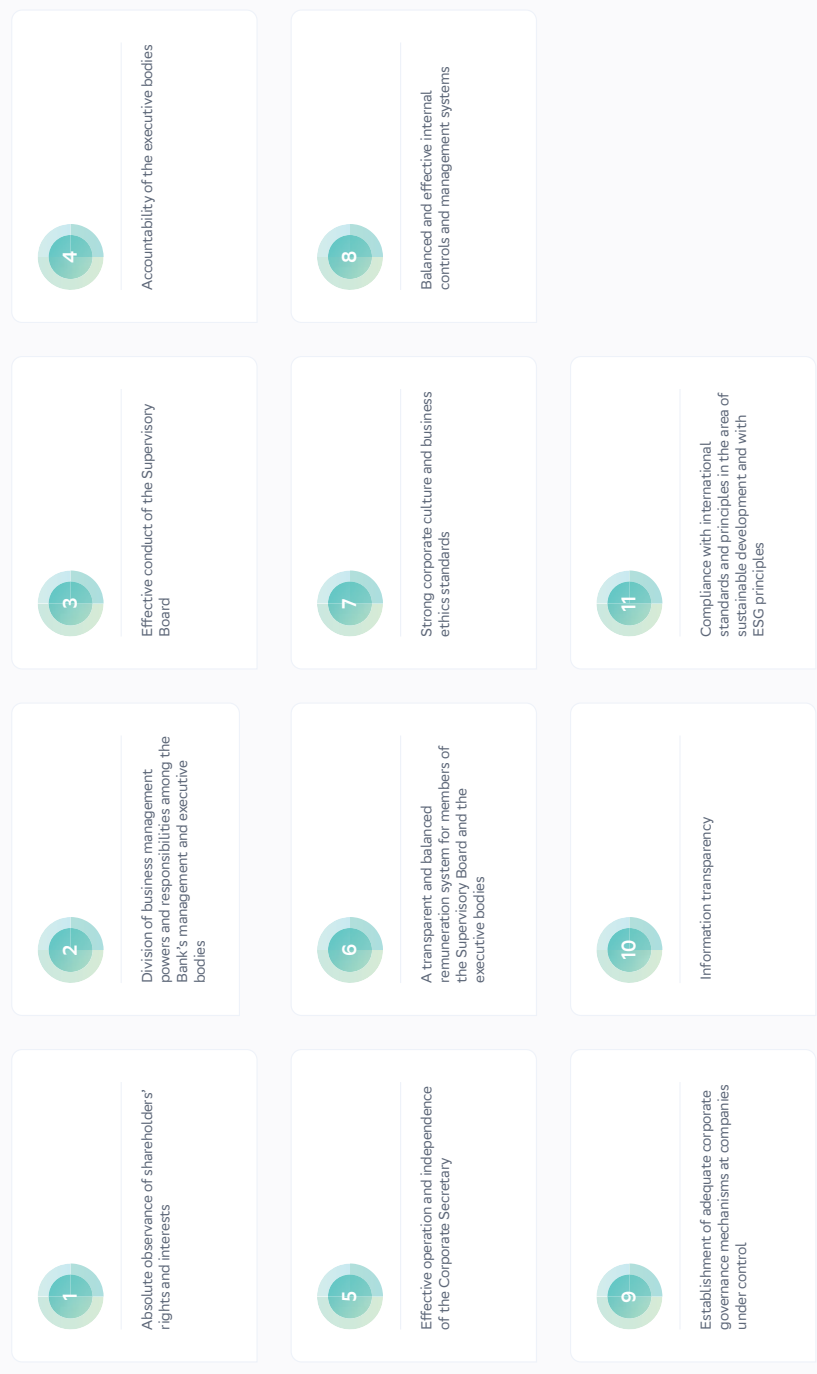 1
Absolute observance of shareholders’
rights and interests
2
Division of business management
powers and responsibilities among the
Bank’s management and executive
bodies
3
Effective conduct of the Supervisory
Board
4
Accountability of the executive bodies
5
Effective operation and independence
of the Corporate Secretary
6
A transparent and balanced
remuneration system for members of
the Supervisory Board and the
executive bodies
7
Strong corporate culture and business
ethics standards
8
Balanced and effective internal
controls and management systems
9
Establishment of adequate corporate
governance mechanisms at companies
under control
10
Information transparency
11
Compliance with international
standards and principles in the area of
sustainable development and with
ESG principles